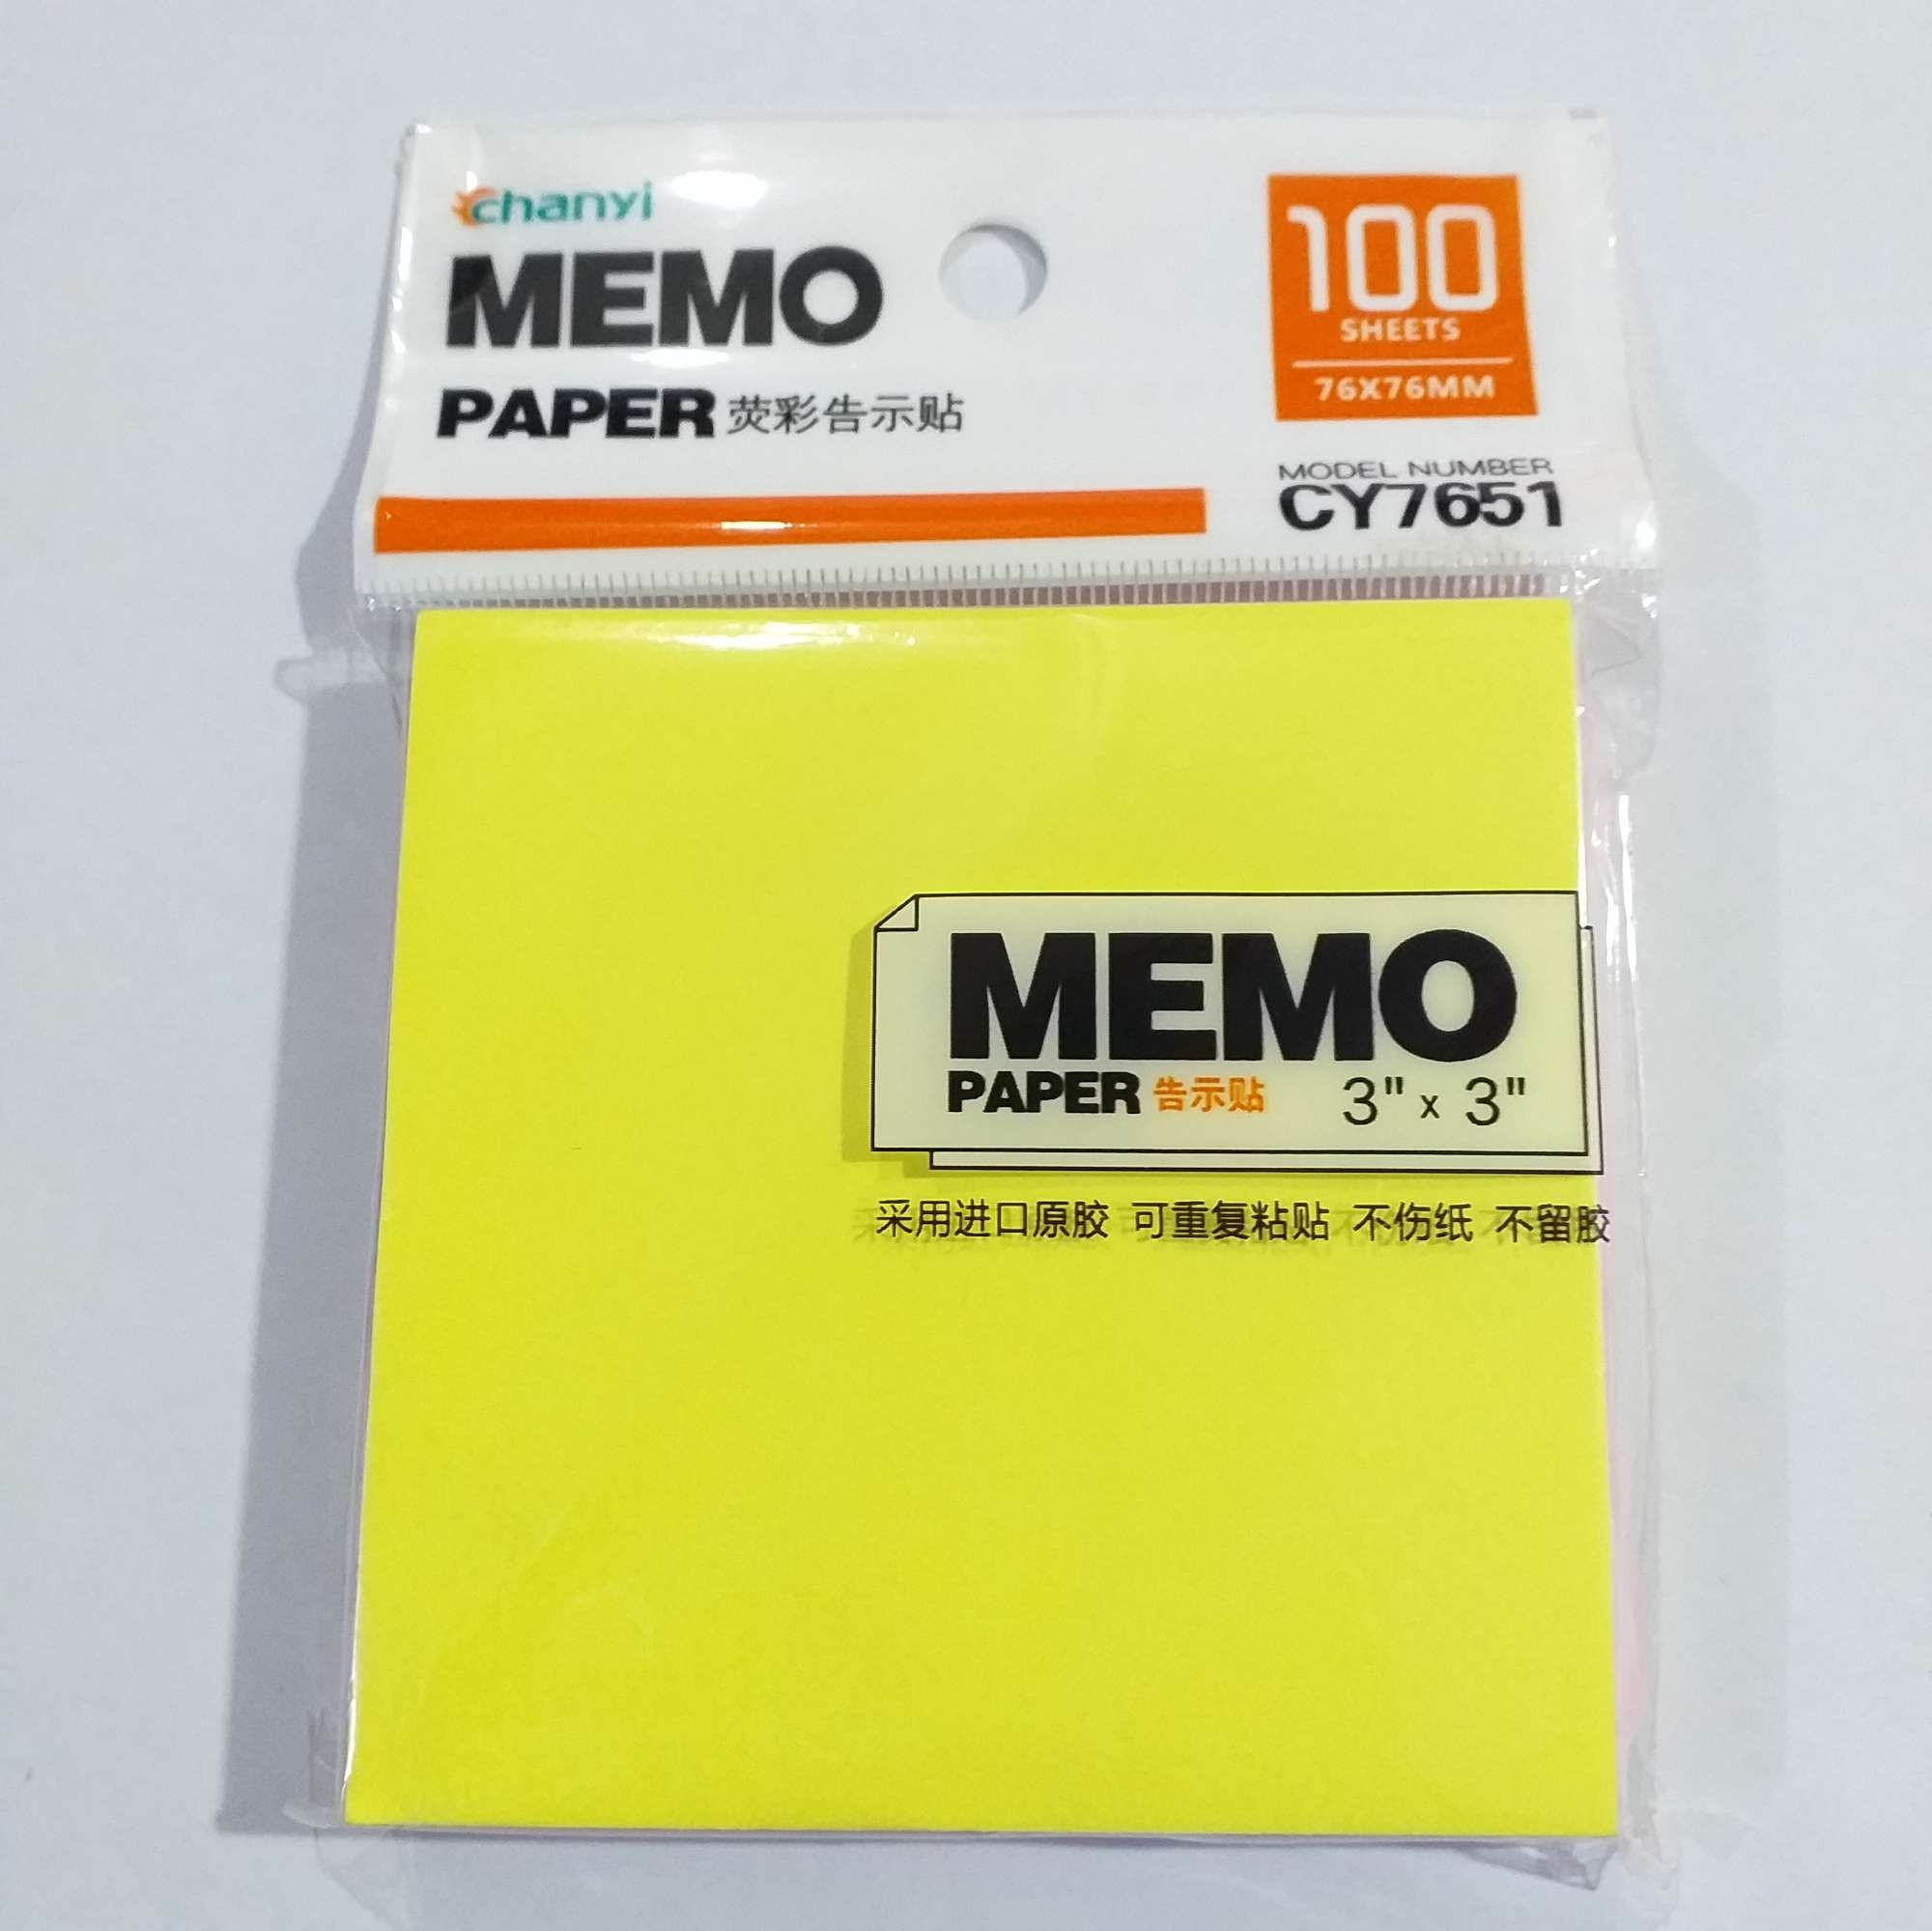 chanyi
MEMO
PAPER 荧彩告示贴
100
SHEETS
76X76MM
MODEL NUMBER
CY7651
MEMO
PAPER 告示贴 3" x 3"
采用进口原胶 可重复粘贴 不伤纸 不留胶